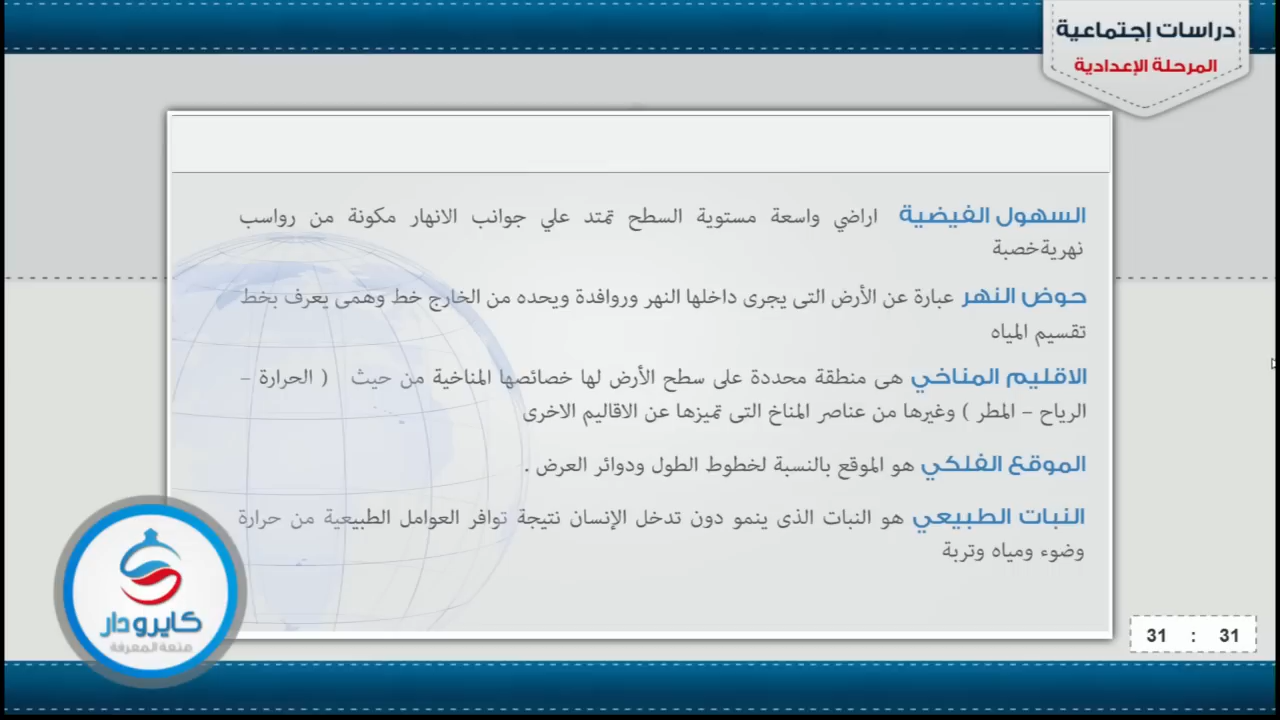 دراسات إجتماعية
المرحلة الإعدادية
السهول الفيضية اراضي واسعة مستوية السطح تمتد علي جوانب الانهار مكونة من رواسب
نهريةخصبة
حوض النهر عبارة عن الأرض التى يجرى داخلها النهر وروافدة ويحده من الخارج خط وهمى يعرف بخط
تقسيم المياه
الاقليم المناخي هى منطقة محددة على سطح الأرض لها خصائصها المناخية من حيث ( الحرارة –
الرياح – المطر ) وغيرها من عناصر المناخ التى تميزها عن الاقاليم الاخرى
الموقع الفلكي هو الموقع بالنسبة لخطوط الطول ودوائر العرض .
النبات الطبيعي هو النبات الذى ينمو دون تدخل الإنسان نتيجة توافر العوامل الطبيعية من حرارة
وضوء ومياه وتربة
كايرودار
متعة المعرفة
31 : 31